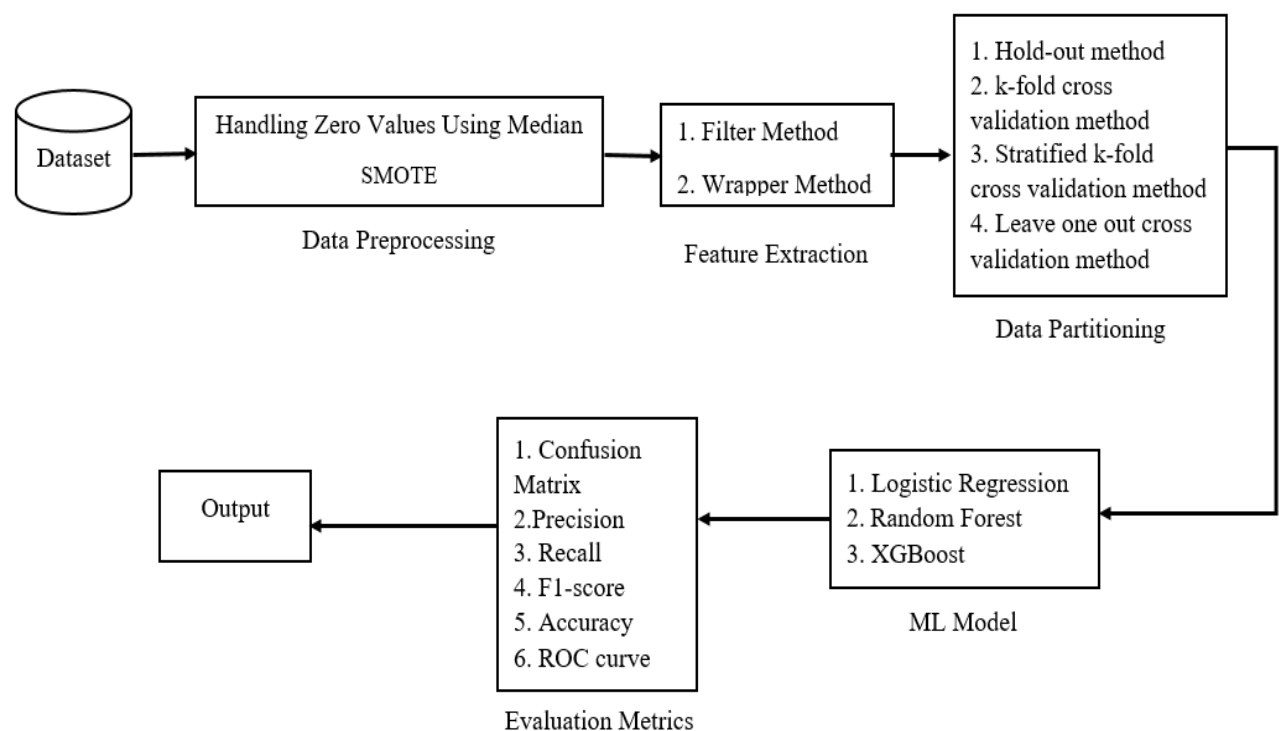 Dataset
Handling Zero Values Using Median
SMOTE
Data Preprocessing
1. Filter Method
2. Wrapper Method
Feature Extraction
1. Hold-out method
2. k-fold cross
validation method
3. Stratified k-fold
cross validation method
4. Leave one out cross
validation method
Data Partitioning
1. Logistic Regression
2. Random Forest
3. XGBoost
ML Model
1. Confusion
Matrix
2.Precision
3. Recall
4. F1-score
5. Accuracy
6. ROC curve
Evaluation Metrics
Output